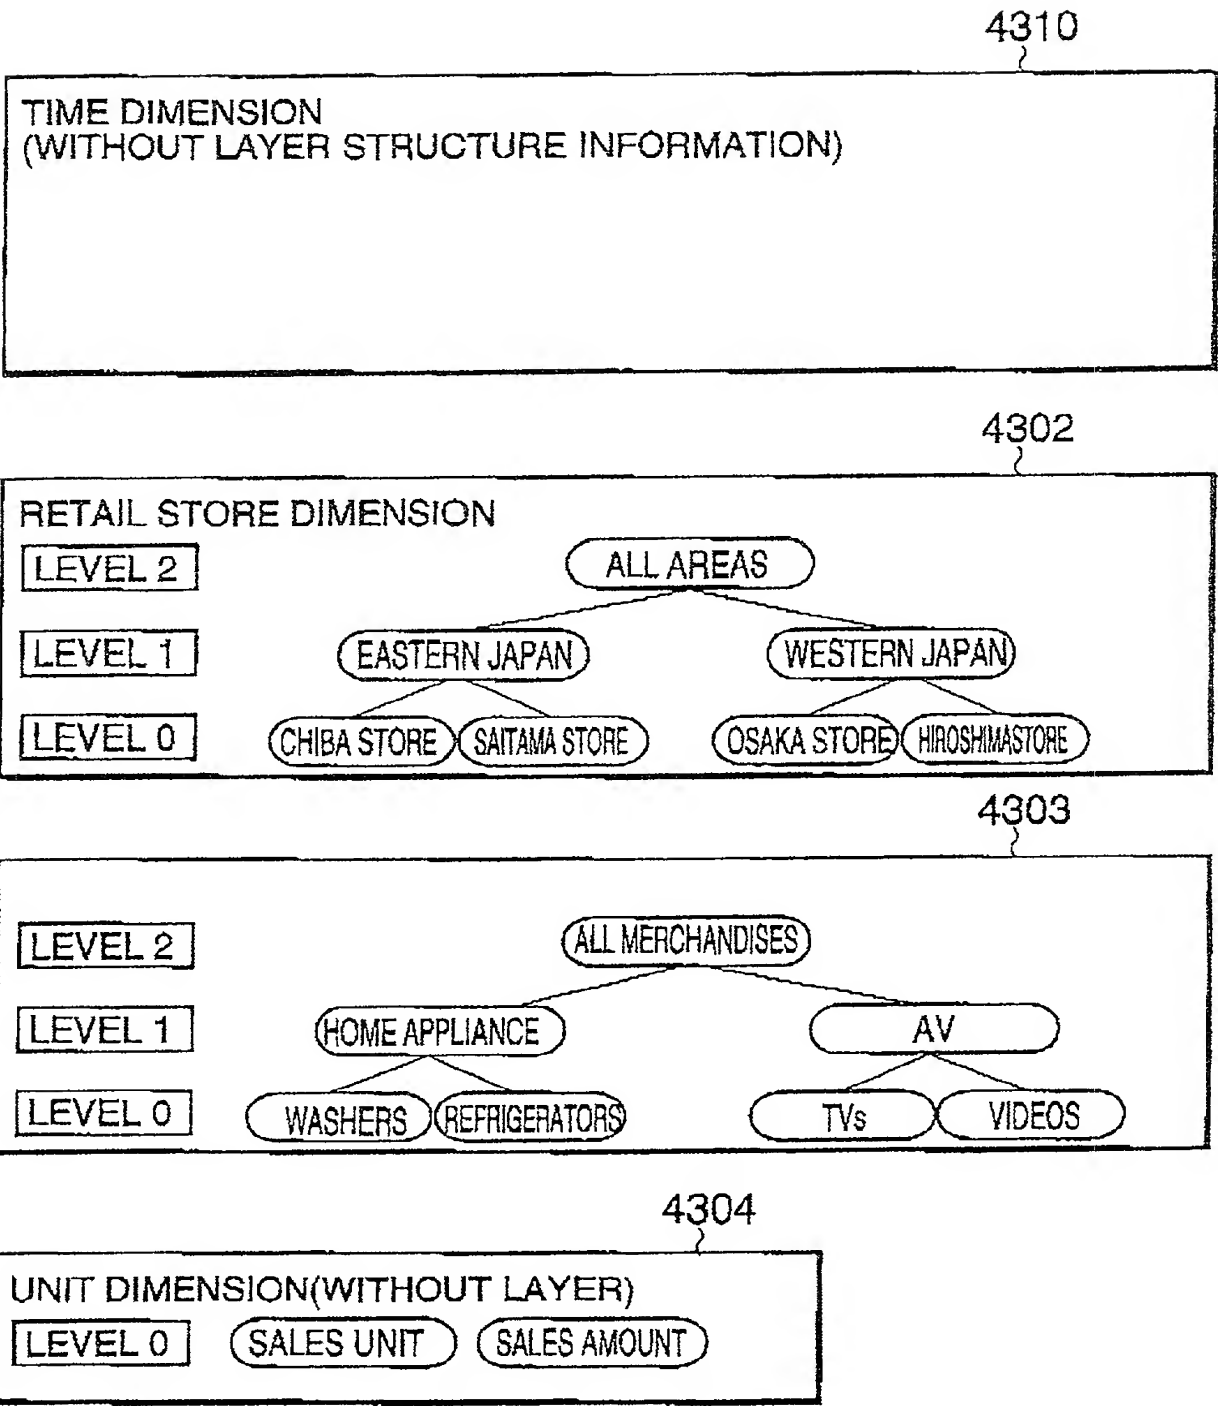 4310
TIME DIMENSION
(WITHOUT LAYER STRUCTURE INFORMATION)
4302
RETAIL STORE DIMENSION
LEVEL 2 ALL AREAS
LEVEL 1 EASTERN JAPAN WESTERN JAPAN
LEVEL 0 CHIBA STORE SAITAMA STORE OSAKA STORE HIROSHIMASTORE
4303
LEVEL 2 ALL MERCHANDISES
LEVEL 1 HOME APPLIANCE AV
LEVEL 0 WASHERS REFRIGERATORS TVs VIDEOS
4304
UNIT DIMENSION(WITHOUT LAYER)
LEVEL 0 SALES UNIT SALES AMOUNT